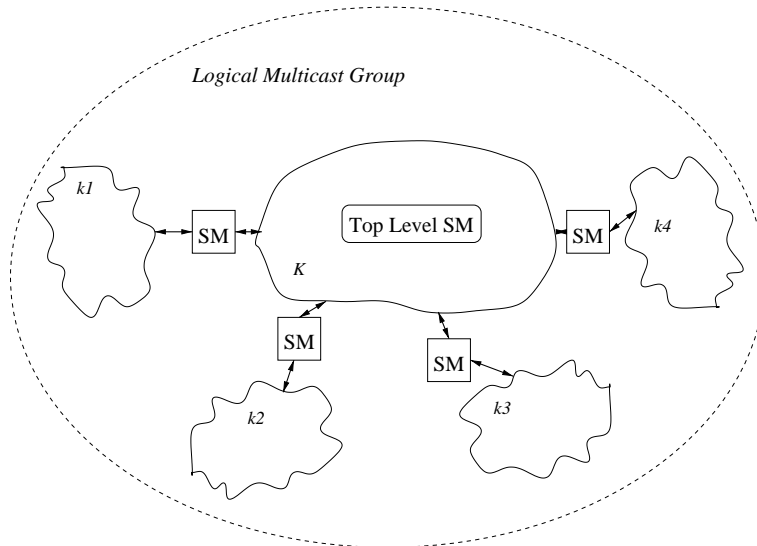 Logical Multicast Group
k1
SM
Top Level SM
SM
k4
K
SM
SM
k2
k3